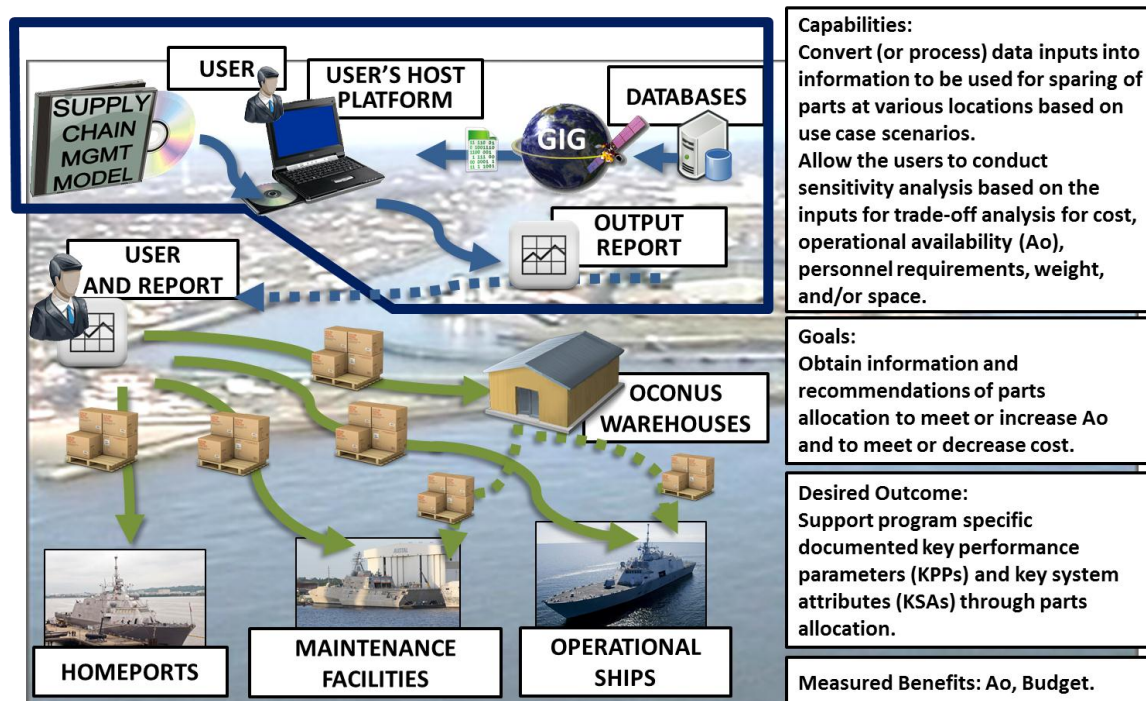 USER
USER'S HOST
PLATFORM
DATABASES
SUPPLY
CHAIN
MGMT
MODEL
GIG
OUTPUT
REPORT
USER
AND REPORT
OCONUS
WAREHOUSES
HOMEPORTS
MAINTENANCE
FACILITIES
OPERATIONAL
SHIPS
Capabilities:
Convert (or process) data inputs into
information to be used for sparing of
parts at various locations based on
use case scenarios.
Allow the users to conduct
sensitivity analysis based on the
inputs for trade-off analysis for cost,
operational availability (Ao),
personnel requirements, weight,
and/or space.
Goals:
Obtain information and
recommendations of parts
allocation to meet or increase Ao
and to meet or decrease cost.
Desired Outcome:
Support program specific
documented key performance
parameters (KPPs) and key system
attributes (KSAs) through parts
allocation.
Measured Benefits: Ao, Budget.